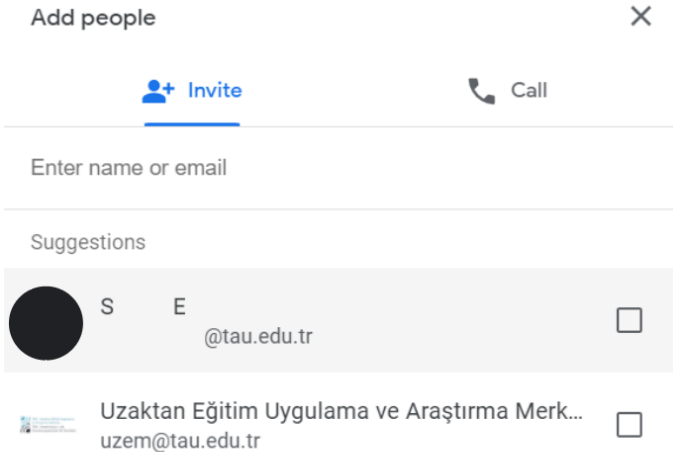 Add people
Invite
Call
Enter name or email
Suggestions
S E
@tau.edu.tr
Uzaktan Eğitim Uygulama ve Araştırma Merk...
uzem@tau.edu.tr